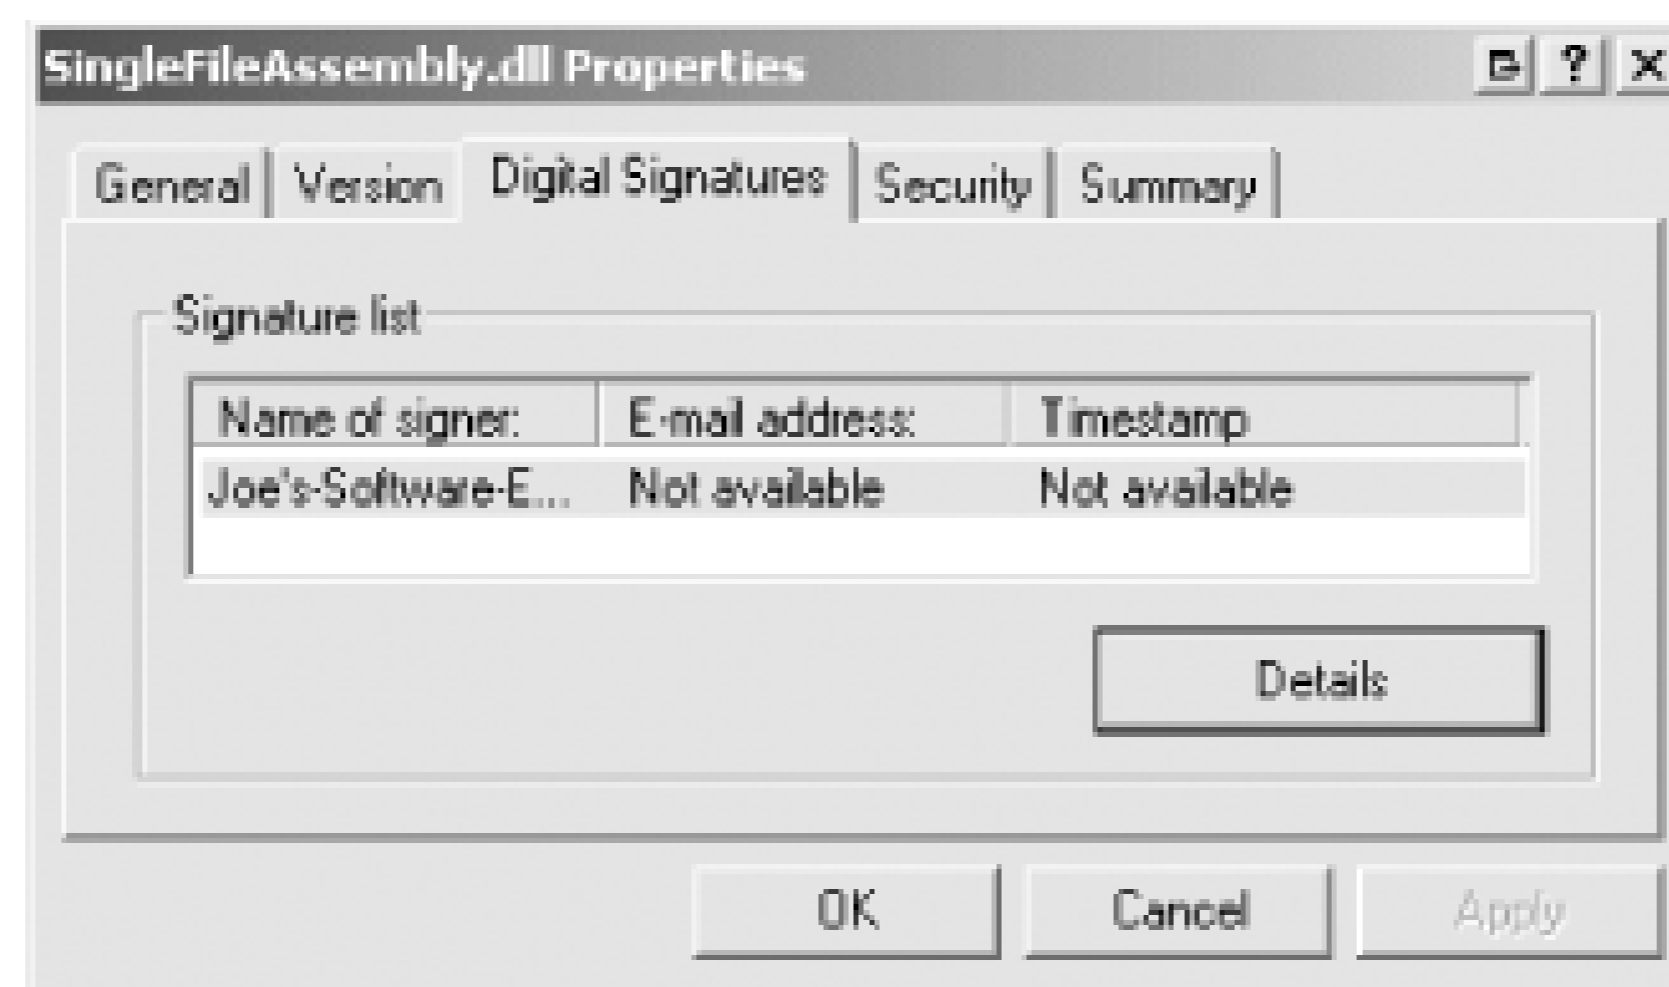 SingleFileAssembly.dll Properties
General Version Digital Signatures Security Summary
Signature list
Name of signer: E-mail address: Timestamp
Joe's-Software-E... Not available Not available
Details
OK Cancel Apply